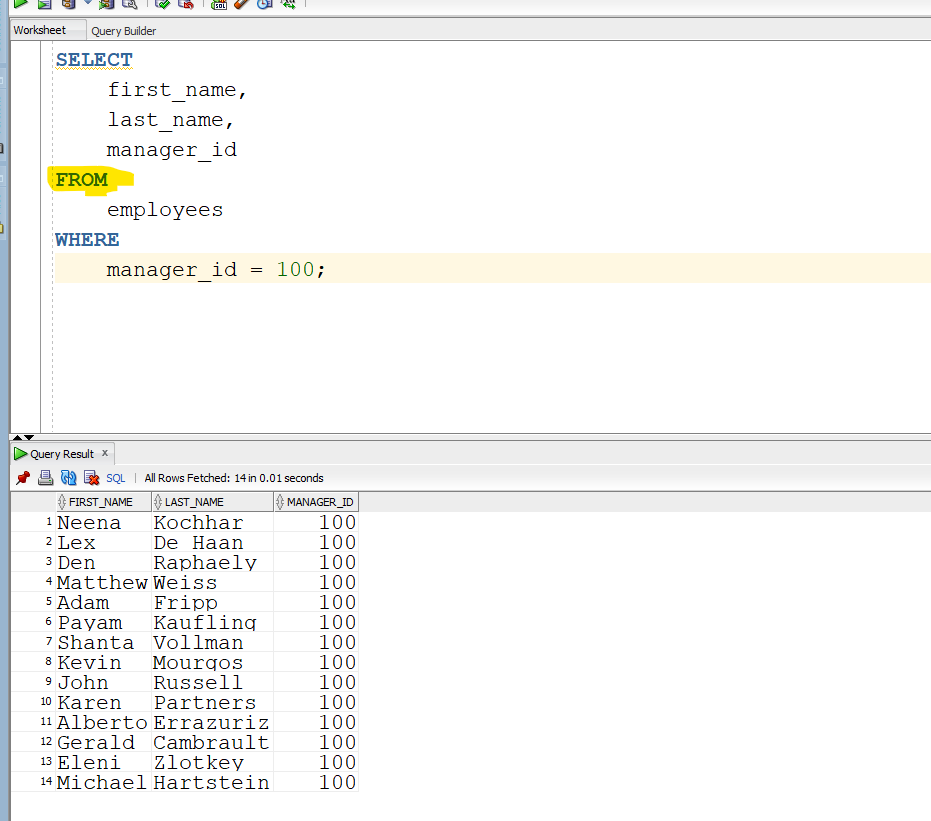 Worksheet Query Builder
SELECT
first_name,
last_name,
manager_id
FROM
employees
WHERE
manager_id = 100;
Query Result x
SQL | All Rows Fetched: 14 in 0.01 seconds
FIRST_NAME LAST_NAME MANAGER_ID
1 Neena Kochhar 100
2 Lex De Haan 100
3 Den Raphaely 100
4 Matthew Weiss 100
5 Adam Fripp 100
6 Payam Kaufling 100
7 Shanta Vollman 100
8 Kevin Mourgos 100
9 John Russell 100
10 Karen Partners 100
11 Alberto Errazuriz 100
12 Gerald Cambrault 100
13 Eleni Zlotkey 100
14 Michael Hartstein 100